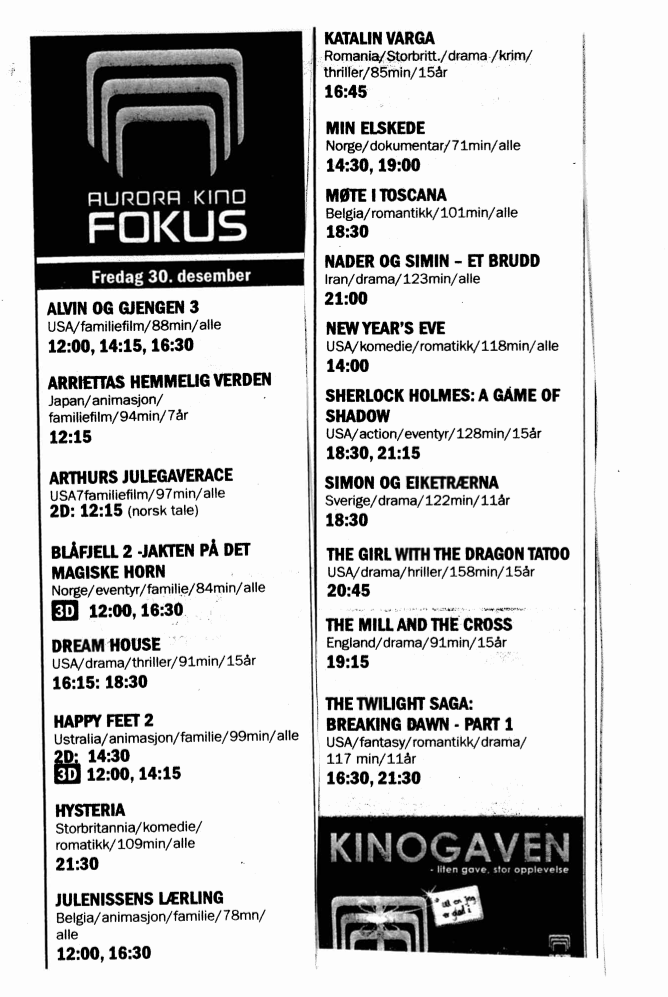 AURORA KINO
FOKUS
Fredag 30. desember
ALVIN OG GJENGEN 3
USA/familiefilm/88min/alle
12:00, 14:15, 16:30
ARRIETTAS HEMMELIG VERDEN
Japan/animasjon/
familiefilm/94min/7år
12:15
ARTHURS JULEGAVERACE
USA7familiefilm/97min/alle
2D: 12:15 (norsk tale)
BLÅFJELL 2 -JAKTEN PÅ DET
MAGISKE HORN
Norge/eventyr/familie/84min/alle
3D 12:00, 16:30
DREAM HOUSE
USA/drama/thriller/91min/15år
16:15: 18:30
HAPPY FEET 2
Ustralia/animasjon/familie/99min/alle
2D: 14:30
3D 12:00, 14:15
HYSTERIA
Storbritannia/komedie/
romatikk/109min/alle
21:30
JULENISSENS LÆRLING
Belgia/animasjon/familie/78mn/
alle
12:00, 16:30
KATALIN VARGA
Romania/Storbritt./drama /krim/
thriller/85min/15år
16:45
MIN ELSKEDE
Norge/dokumentar/71min/alle
14:30, 19:00
MØTE I TOSCANA
Belgia/romantikk/101min/alle
18:30
NADER OG SIMIN – ET BRUDD
Iran/drama/123min/alle
21:00
NEW YEAR'S EVE
USA/komedie/romatikk/118min/alle
14:00
SHERLOCK HOLMES: A GAME OF
SHADOW
USA/action/eventyr/128min/15år
18:30, 21:15
SIMON OG EIKETRÆRNA
Sverige/drama/122min/11år
18:30
THE GIRL WITH THE DRAGON TATOO
USA/drama/hriller/158min/15år
20:45
THE MILL AND THE CROSS
England/drama/91min/15år
19:15
THE TWILIGHT SAGA:
BREAKING DAWN - PART 1
USA/fantasy/romantikk/drama/
117 min/11år
16:30, 21:30
KINOGAVEN
- liten gave, stor opplevelse